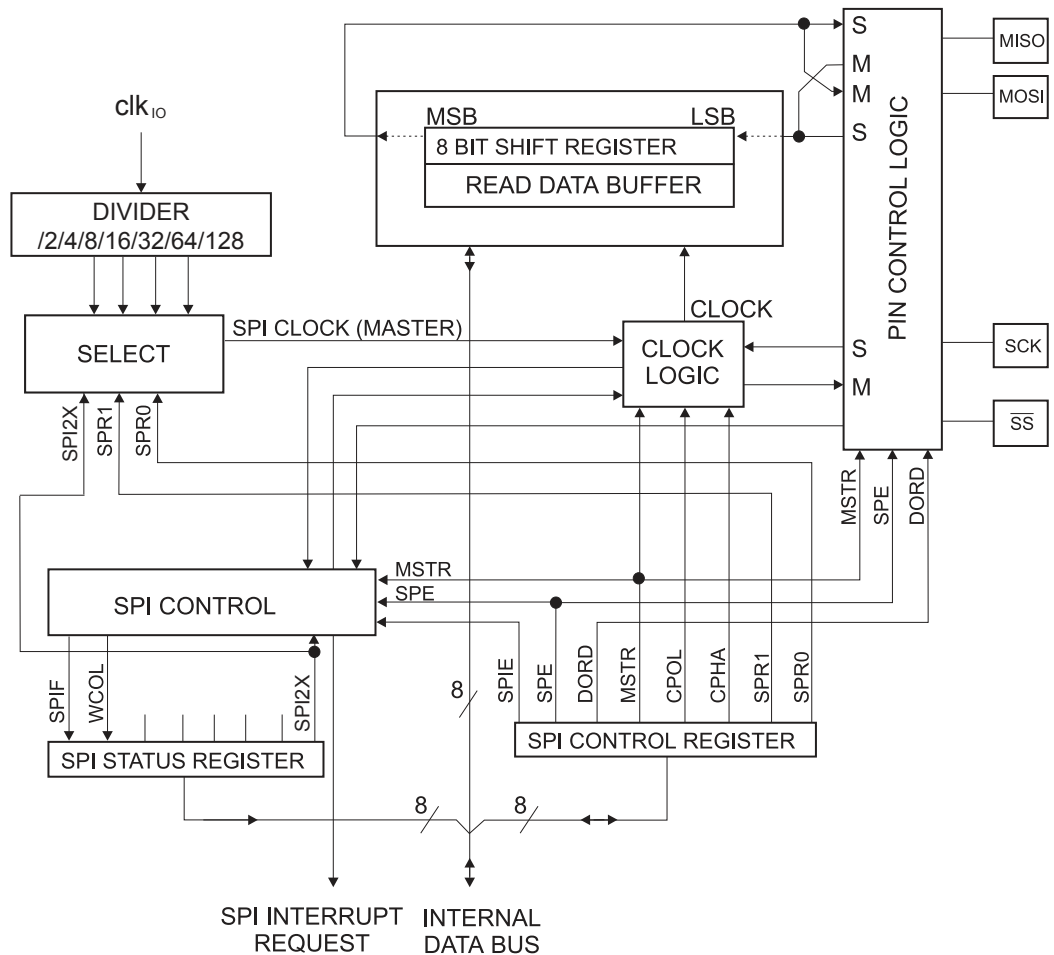 clkIO
DIVIDER
/2/4/8/16/32/64/128
SELECT
SPI CLOCK (MASTER)
SPI2X
SPR1
SPR0
MSB
LSB
8 BIT SHIFT REGISTER
READ DATA BUFFER
CLOCK
CLOCK
LOGIC
S
M
M
S
S
M
PIN CONTROL LOGIC
MISO
MOSI
SCK
SS
MSTR
SPE
DORD
SPI CONTROL
MSTR
SPE
SPIF
WCOL
SPI2X
SPI STATUS REGISTER
8
SPIE
SPE
DORD
MSTR
CPOL
CPHA
SPR1
SPR0
SPI CONTROL REGISTER
8
8
SPI INTERRUPT
REQUEST
INTERNAL
DATA BUS